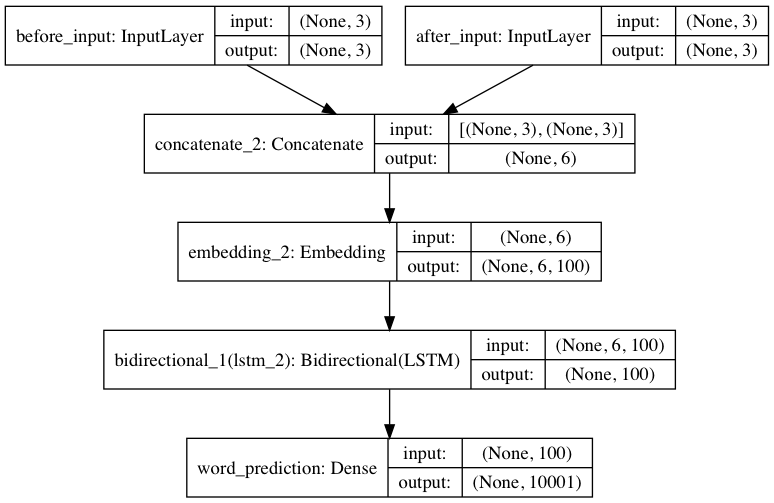 before_input: InputLayer
input: (None, 3)
output: (None, 3)
after_input: InputLayer
input: (None, 3)
output: (None, 3)
concatenate_2: Concatenate
input: [(None, 3), (None, 3)]
output: (None, 6)
embedding_2: Embedding
input: (None, 6)
output: (None, 6, 100)
bidirectional_1(lstm_2): Bidirectional(LSTM)
input: (None, 6, 100)
output: (None, 100)
word_prediction: Dense
input: (None, 100)
output: (None, 10001)